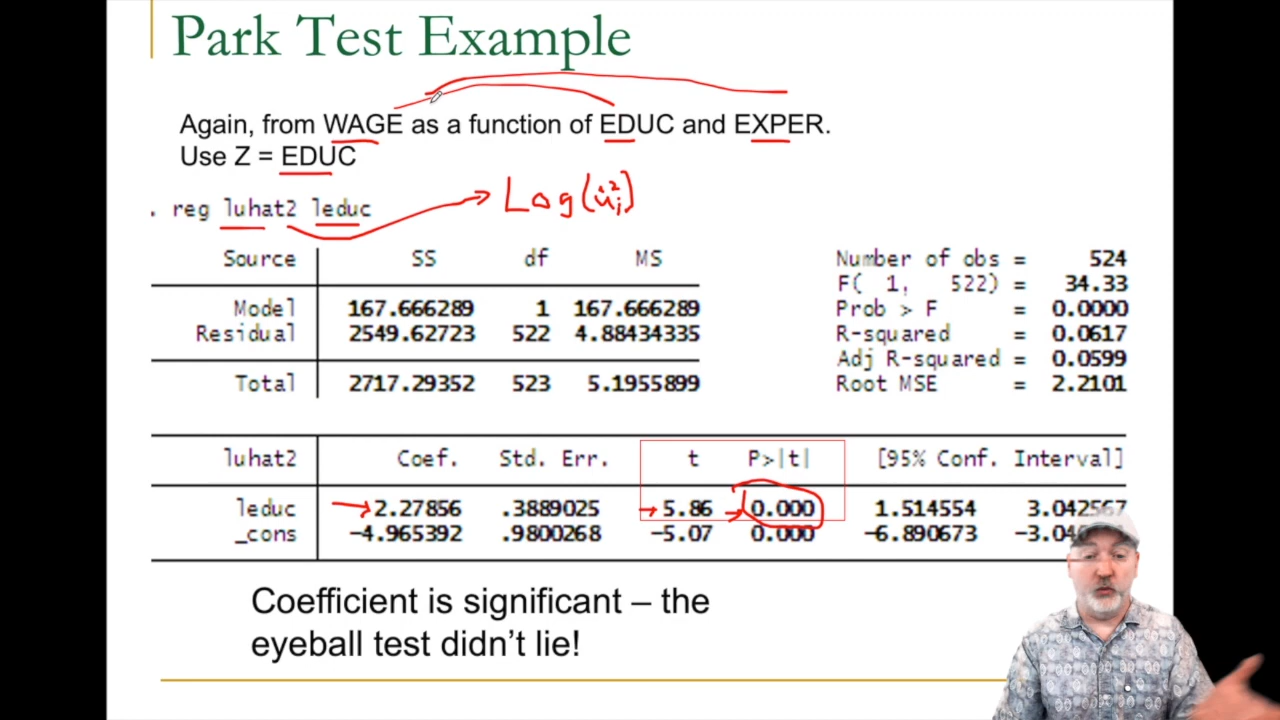 Park Test Example
Again, from WAGE as a function of EDUC and EXPER.
Use Z = EDUC
. reg luhat2 leduc
Log(ûᵢ²)
Source SS df MS
Model 167.666289 1 167.666289
Residual 2549.62723 522 4.88434335
Total 2717.29352 523 5.1955899
Number of obs = 524
F( 1, 522) = 34.33
Prob > F = 0.0000
R-squared = 0.0617
Adj R-squared = 0.0599
Root MSE = 2.2101
luhat2 Coef. Std. Err. t P>|t| [95% Conf. Interval]
leduc 2.27856 .3889025 5.86 0.000 1.514554 3.042567
_cons -4.965392 .9800268 -5.07 0.000 -6.890673
Coefficient is significant – the
eyeball test didn't lie!